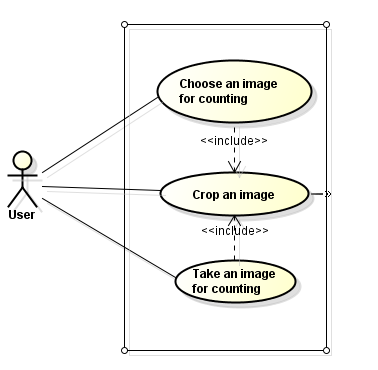 Choose an image
for counting
<<include>>
Crop an image
User
<<include>>
Take an image
for counting